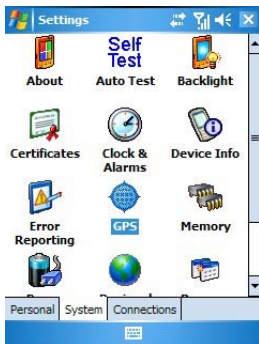 Settings
Self
Test
About Auto Test Backlight
Certificates Clock & Device Info
Alarms
Error GPS Memory
Reporting
Personal System Connections